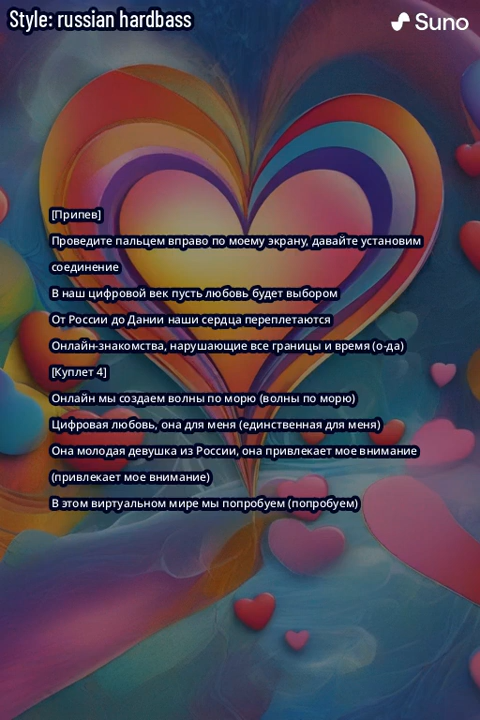 Style: russian hardbass
Suno
[Припев]
Проведите пальцем вправо по моему экрану, давайте установим
соединение
В наш цифровой век пусть любовь будет выбором
От России до Дании наши сердца переплетаются
Онлайн-знакомства, нарушающие все границы и время (о-да)
[Куплет 4]
Онлайн мы создаем волны по морю (волны по морю)
Цифровая любовь, она для меня (единственная для меня)
Она молодая девушка из России, она привлекает мое внимание
(привлекает мое внимание)
В этом виртуальном мире мы попробуем (попробуем)